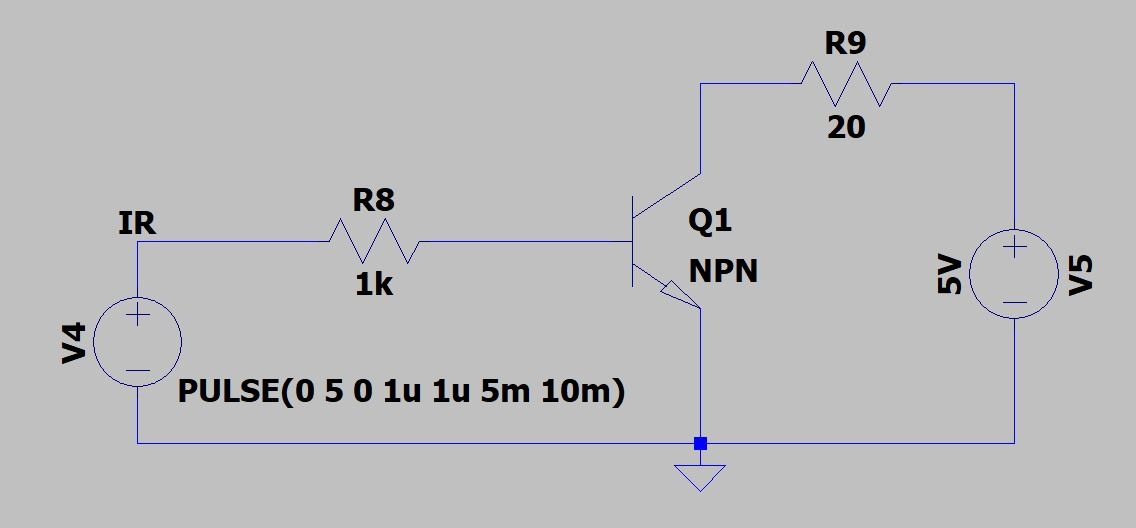 R9
20
IR
R8
1k
Q1
NPN
5V
V5
V4
PULSE(0 5 0 1u 1u 5m 10m)